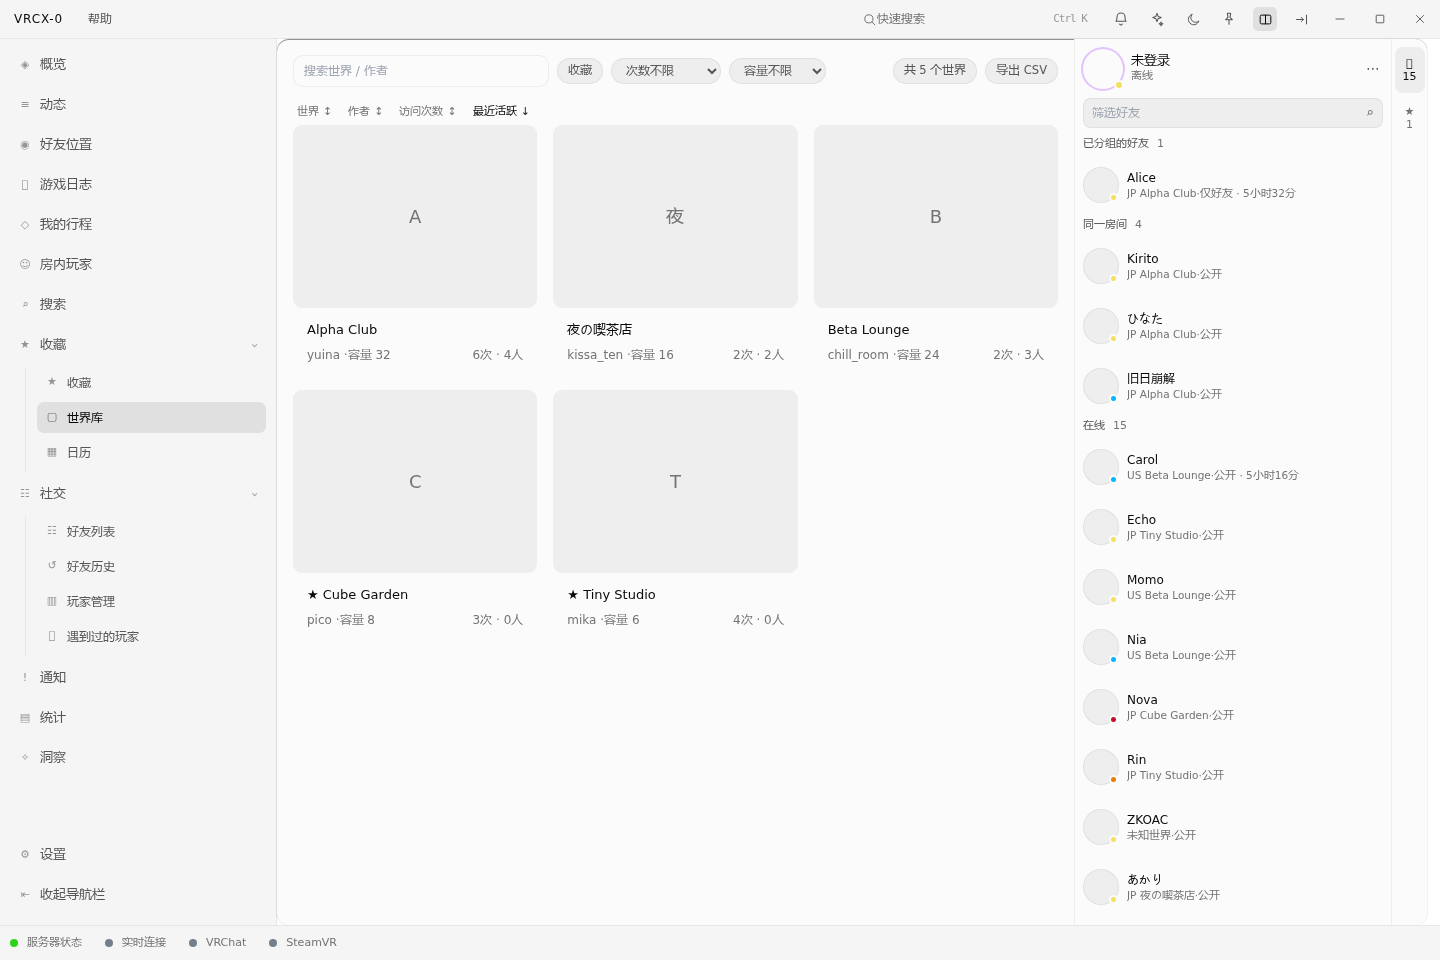 VRCX-0 帮助 快速搜索 Ctrl K
概览
动态
好友位置
游戏日志
我的行程
房内玩家
搜索
收藏
收藏
世界库
日历
社交
好友列表
好友历史
玩家管理
遇到过的玩家
通知
统计
洞察
设置
收起导航栏
搜索世界 / 作者 收藏 次数不限 容量不限 共 5 个世界 导出 CSV
世界 ↕ 作者 ↕ 访问次数 ↕ 最近活跃 ↓
A
Alpha Club
yuina ·容量 32 6次 · 4人
夜
夜の喫茶店
kissa_ten ·容量 16 2次 · 2人
B
Beta Lounge
chill_room ·容量 24 2次 · 3人
C
★ Cube Garden
pico ·容量 8 3次 · 0人
T
★ Tiny Studio
mika ·容量 6 4次 · 0人
未登录
离线
筛选好友
已分组的好友 1
Alice
JP Alpha Club·仅好友 · 5小时32分
同一房间 4
Kirito
JP Alpha Club·公开
ひなた
JP Alpha Club·公开
旧日崩解
JP Alpha Club·公开
在线 15
Carol
US Beta Lounge·公开 · 5小时16分
Echo
JP Tiny Studio·公开
Momo
US Beta Lounge·公开
Nia
US Beta Lounge·公开
Nova
JP Cube Garden·公开
Rin
JP Tiny Studio·公开
ZKOAC
未知世界·公开
あかり
JP 夜の喫茶店·公开
15
★
1
服务器状态 实时连接 VRChat SteamVR